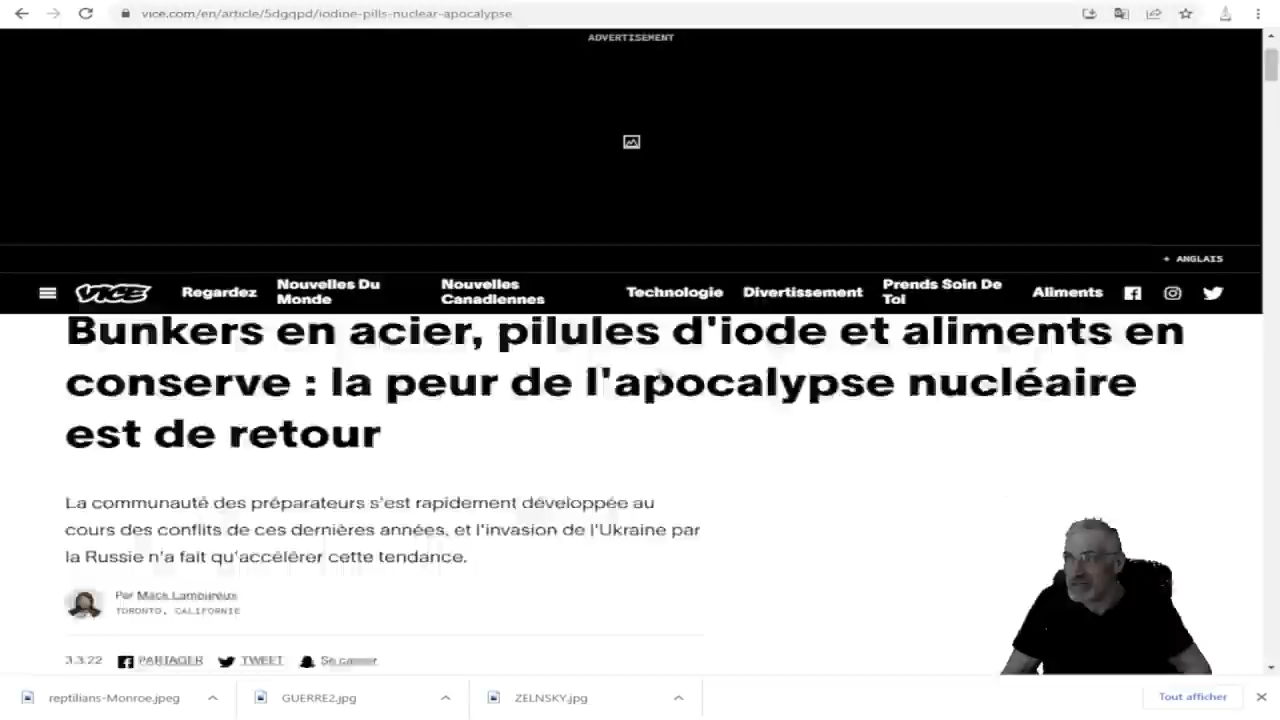 vice.com/en/article/5dgqpd/iodine-pills-nuclear-apocalypse
ADVERTISEMENT
+ ANGLAIS
VICE Regardez Nouvelles Du Monde Nouvelles Canadiennes Technologie Divertissement Prends Soin De Toi Aliments
Bunkers en acier, pilules d'iode et aliments en
conserve : la peur de l'apocalypse nucléaire
est de retour
La communauté des préparateurs s'est rapidement développée au
cours des conflits de ces dernières années, et l'invasion de l'Ukraine par
la Russie n'a fait qu'accélérer cette tendance.
Par Mack Lamoureux
TORONTO, CALIFORNIE
3.3.22 PARTAGER TWEET Se casser
reptilians-Monroe.jpeg GUERRE2.jpg ZELNSKY.jpg Tout afficher